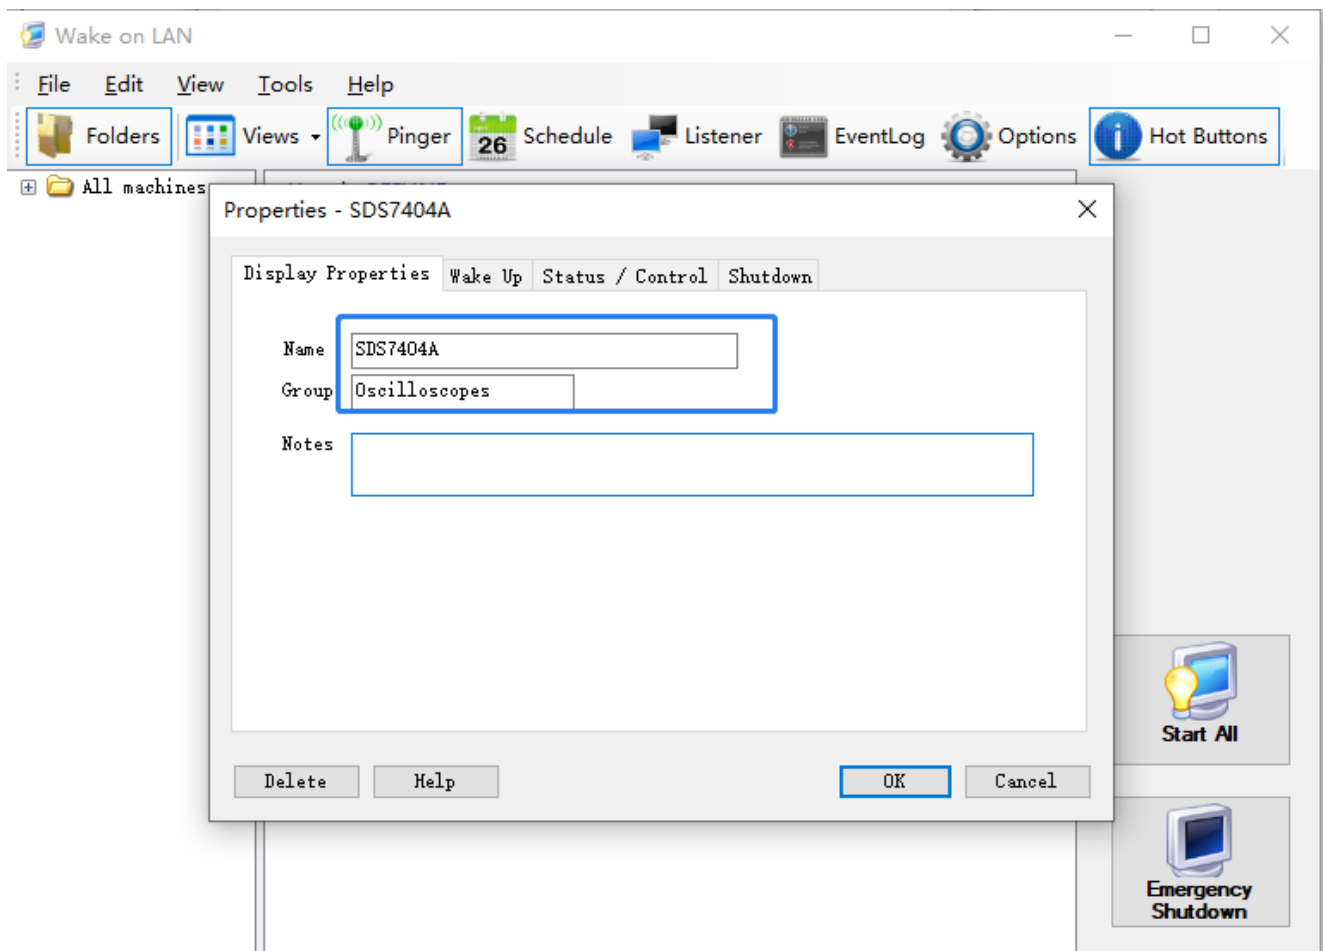 Wake on LAN
File Edit View Tools Help
Folders Views Pinger 26 Schedule Listener EventLog Options Hot Buttons
All machines
Properties - SDS7404A
Display Properties Wake Up Status / Control Shutdown
Name SDS7404A
Group Oscilloscopes
Notes
Delete Help OK Cancel
Start All
Emergency
Shutdown